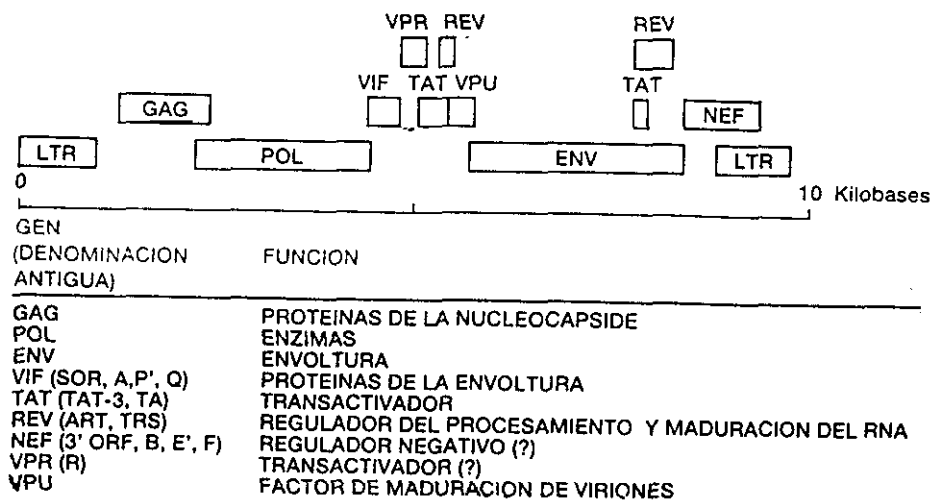 VPR REV REV
VIF TAT VPU TAT
GAG NEF
LTR POL ENV LTR
0 10 Kilobases
GEN
(DENOMINACION FUNCION
ANTIGUA)
GAG PROTEINAS DE LA NUCLEOCAPSIDE
POL ENZIMAS
ENV ENVOLTURA
VIF (SOR, A,P', Q) PROTEINAS DE LA ENVOLTURA
TAT (TAT-3, TA) TRANSACTIVADOR
REV (ART, TRS) REGULADOR DEL PROCESAMIENTO Y MADURACION DEL RNA
NEF (3' ORF, B, E', F) REGULADOR NEGATIVO (?)
VPR (R) TRANSACTIVADOR (?)
VPU FACTOR DE MADURACION DE VIRIONES